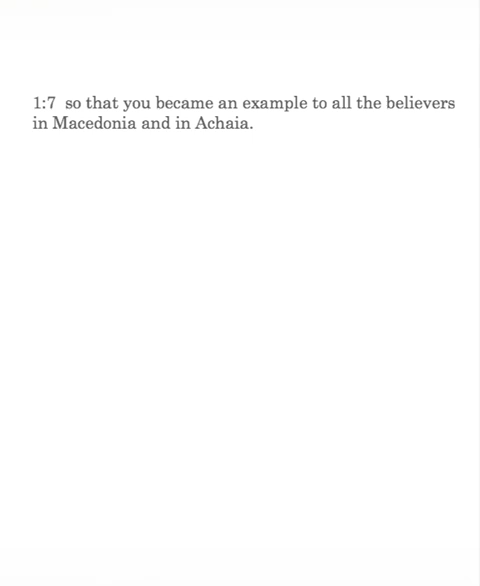 1:7  so that you became an example to all the believers
in Macedonia and in Achaia.